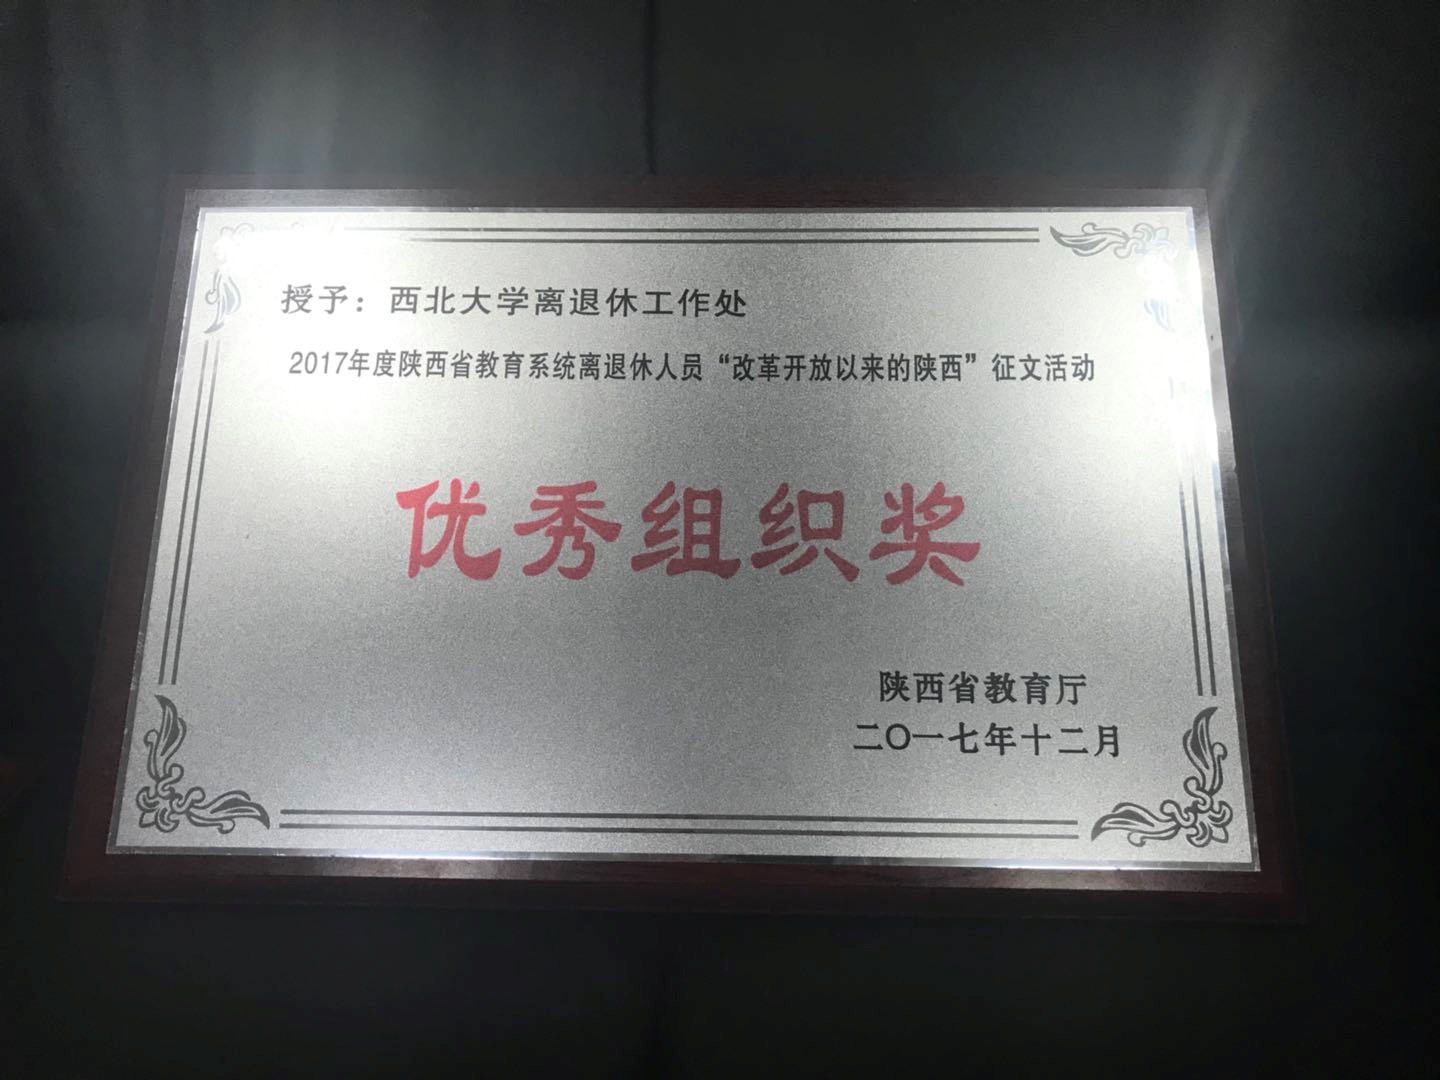 授予：西北大学离退休工作处
2017年度陕西省教育系统离退休人员“改革开放以来的陕西”征文活动
优秀组织奖
陕西省教育厅
二〇一七年十二月